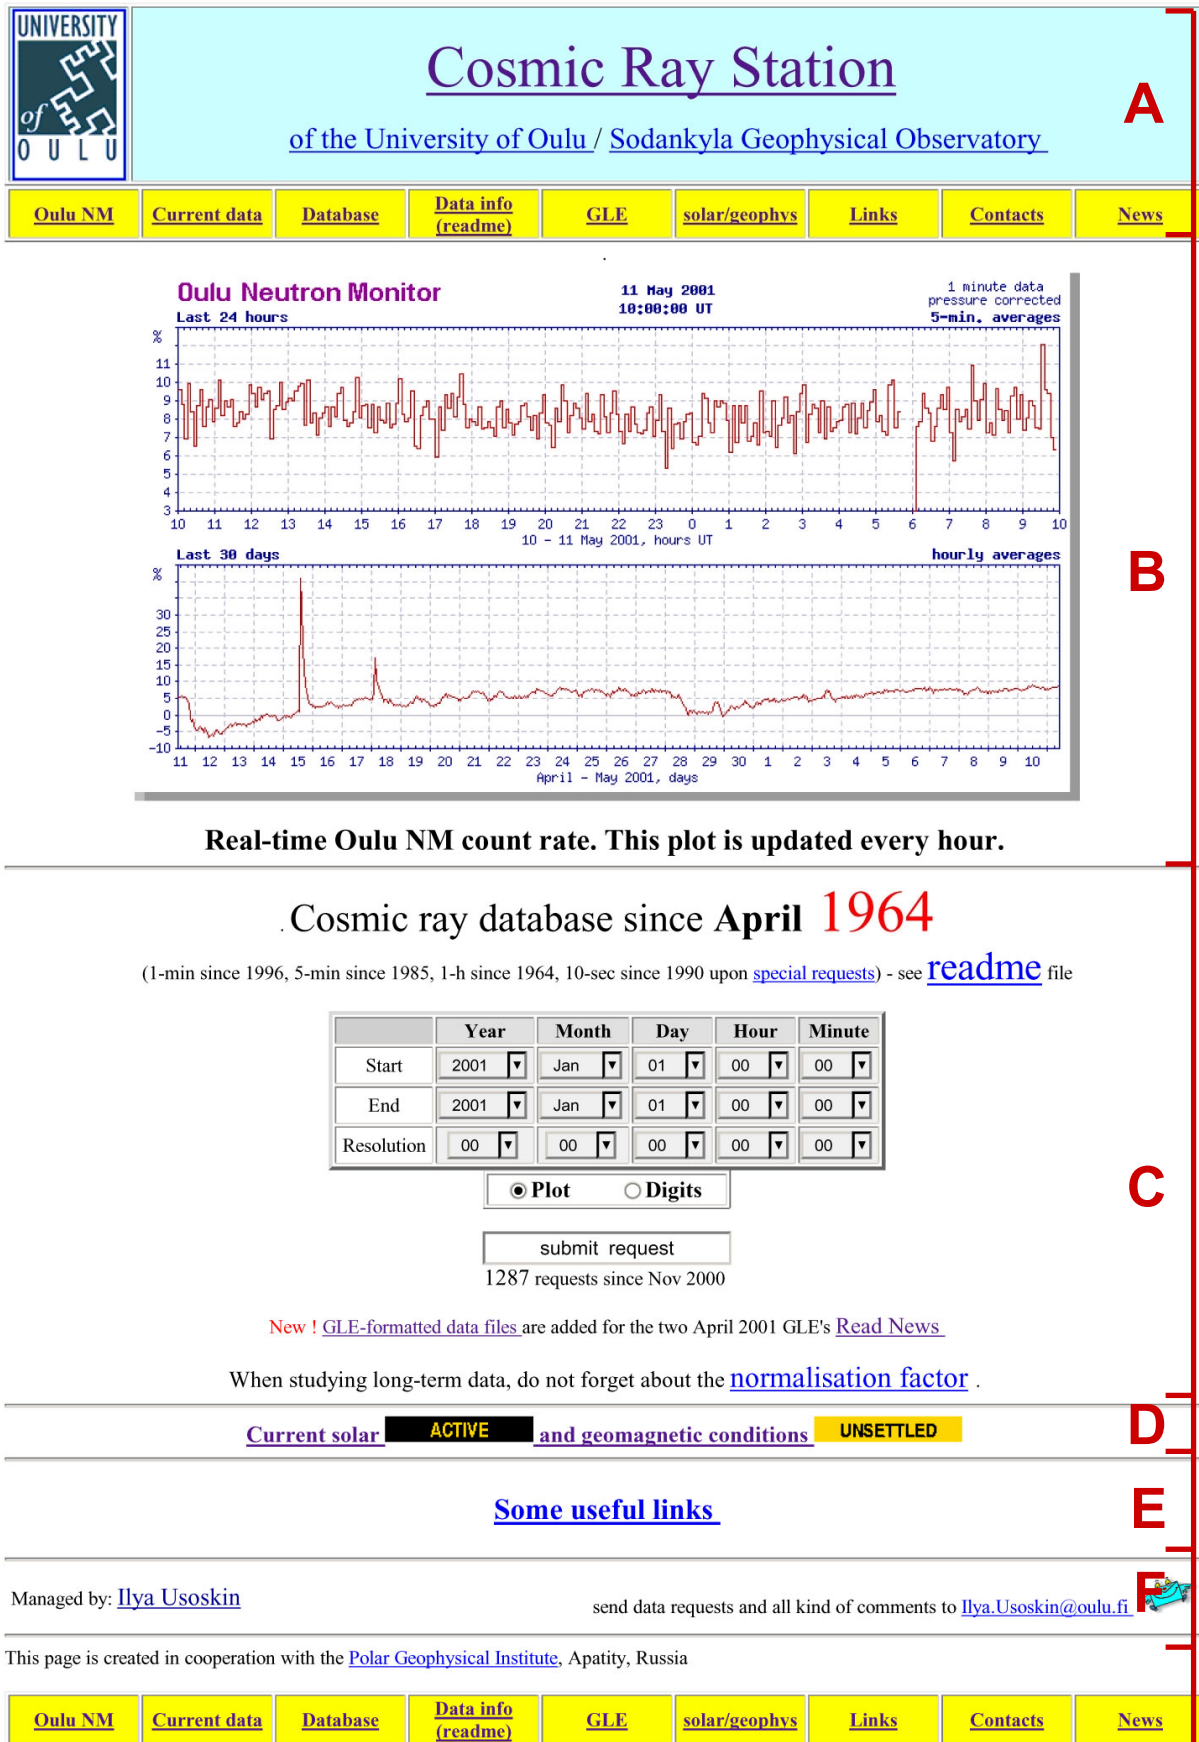 UNIVERSITY
of
OULU
Cosmic Ray Station
of the University of Oulu / Sodankyla Geophysical Observatory
A
Oulu NM Current data Database Data info (readme) GLE solar/geophys Links Contacts News
.
Oulu Neutron Monitor
11 May 2001
10:00:00 UT
1 minute data
pressure corrected
Last 24 hours
5-min. averages
%
11
10
9
8
7
6
5
4
3
10 11 12 13 14 15 16 17 18 19 20 21 22 23 0 1 2 3 4 5 6 7 8 9 10
10 - 11 May 2001, hours UT
Last 30 days
hourly averages
B
%
30
25
20
15
10
5
0
-5
-10
11 12 13 14 15 16 17 18 19 20 21 22 23 24 25 26 27 28 29 30 1 2 3 4 5 6 7 8 9 10
April - May 2001, days
Real-time Oulu NM count rate. This plot is updated every hour.
. Cosmic ray database since April 1964
(1-min since 1996, 5-min since 1985, 1-h since 1964, 10-sec since 1990 upon special requests) - see readme file
Year Month Day Hour Minute
Start 2001 Jan 01 00 00
End 2001 Jan 01 00 00
Resolution 00 00 00 00 00
Plot Digits
C
submit request
1287 requests since Nov 2000
New ! GLE-formatted data files are added for the two April 2001 GLE's Read News
When studying long-term data, do not forget about the normalisation factor .
Current solar ACTIVE and geomagnetic conditions UNSETTLED
D
Some useful links
E
Managed by: Ilya Usoskin
send data requests and all kind of comments to Ilya.Usoskin@oulu.fi
F
This page is created in cooperation with the Polar Geophysical Institute, Apatity, Russia
Oulu NM Current data Database Data info (readme) GLE solar/geophys Links Contacts News